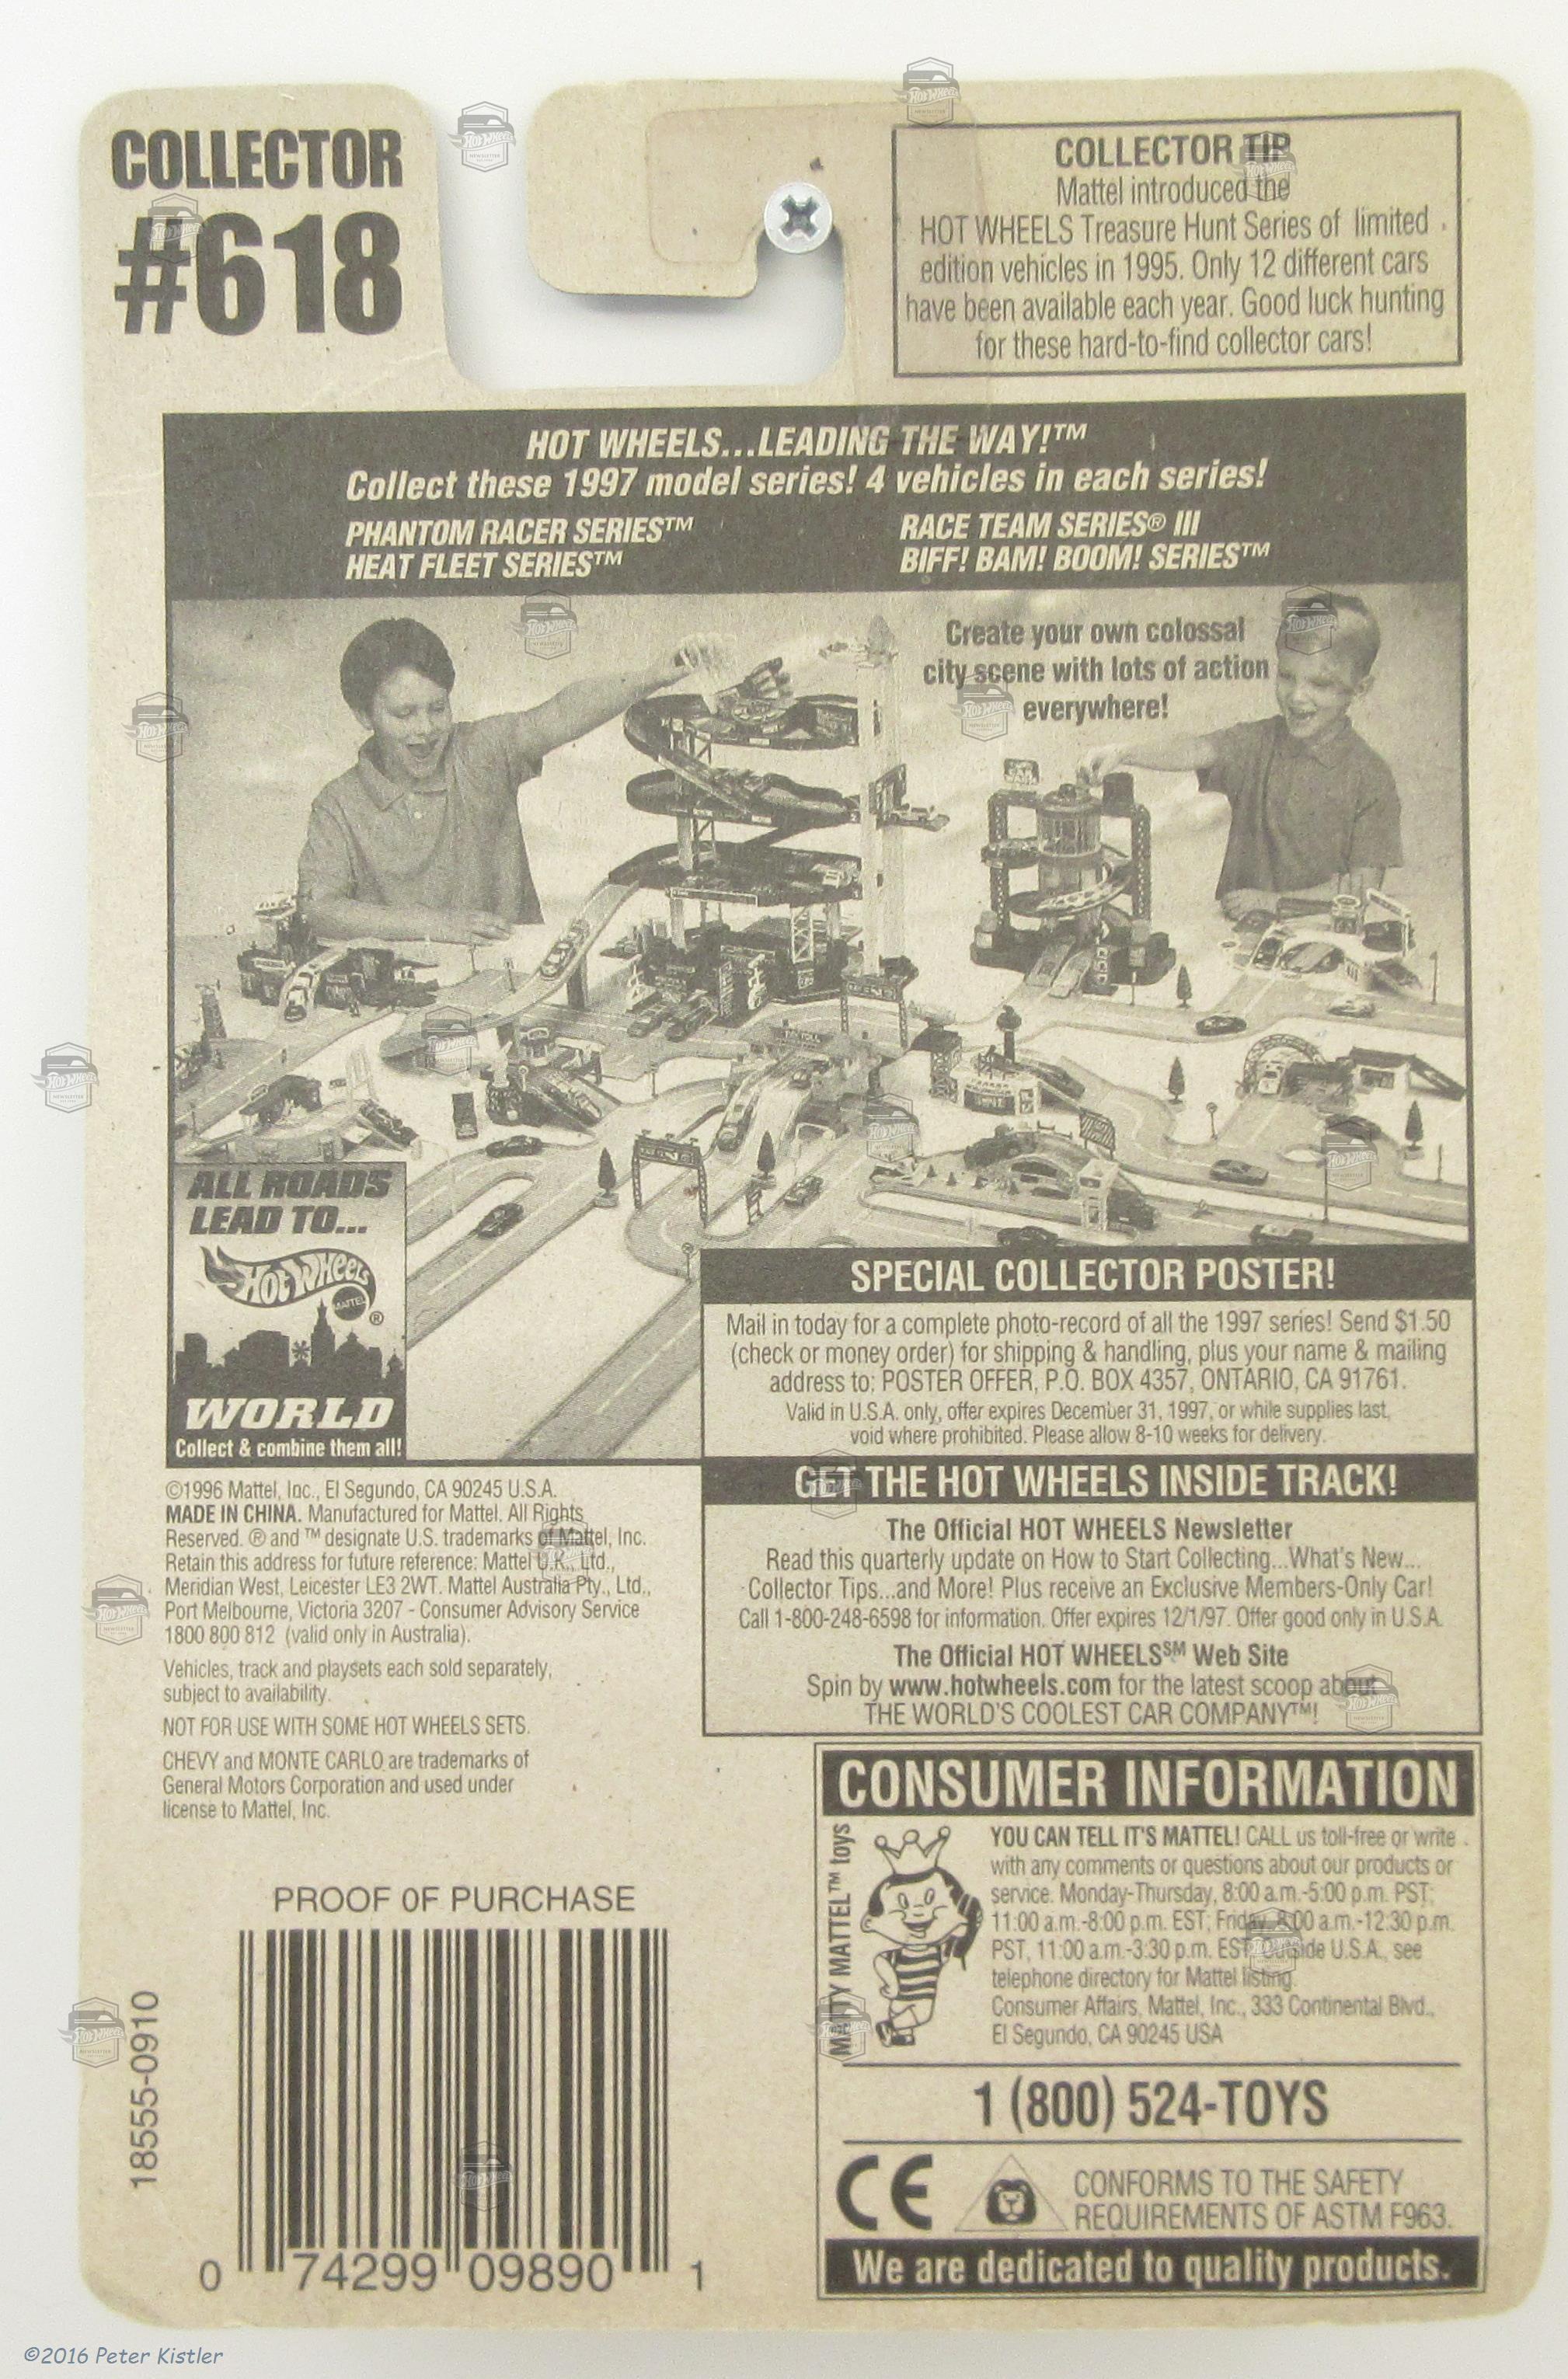 COLLECTOR
#618
COLLECTOR TIP
Mattel introduced the
HOT WHEELS Treasure Hunt Series of limited
edition vehicles in 1995. Only 12 different cars
have been available each year. Good luck hunting
for these hard-to-find collector cars!
HOT WHEELS...LEADING THE WAY!™
Collect these 1997 model series! 4 vehicles in each series!
PHANTOM RACER SERIES™
HEAT FLEET SERIES™
RACE TEAM SERIES® III
BIFF! BAM! BOOM! SERIES™
Create your own colossal
city scene with lots of action
everywhere!
ALL ROADS
LEAD TO...
Hot Wheels
MATTEL
®
WORLD
Collect & combine them all!
SPECIAL COLLECTOR POSTER!
Mail in today for a complete photo-record of all the 1997 series! Send $1.50
(check or money order) for shipping & handling, plus your name & mailing
address to: POSTER OFFER, P.O. BOX 4357, ONTARIO, CA 91761.
Valid in U.S.A. only, offer expires December 31, 1997, or while supplies last,
void where prohibited. Please allow 8-10 weeks for delivery.
GET THE HOT WHEELS INSIDE TRACK!
The Official HOT WHEELS Newsletter
Read this quarterly update on How to Start Collecting...What's New...
Collector Tips...and More! Plus receive an Exclusive Members-Only Car!
Call 1-800-248-6598 for information. Offer expires 12/1/97. Offer good only in U.S.A.
The Official HOT WHEELS℠ Web Site
Spin by www.hotwheels.com for the latest scoop about
THE WORLD'S COOLEST CAR COMPANY™!
©1996 Mattel, Inc., El Segundo, CA 90245 U.S.A.
MADE IN CHINA. Manufactured for Mattel. All Rights
Reserved. ® and ™ designate U.S. trademarks of Mattel, Inc.
Retain this address for future reference: Mattel U.K., Ltd.,
Meridian West, Leicester LE3 2WT. Mattel Australia Pty., Ltd.,
Port Melbourne, Victoria 3207 - Consumer Advisory Service
1800 800 812 (valid only in Australia).
Vehicles, track and playsets each sold separately,
subject to availability.
NOT FOR USE WITH SOME HOT WHEELS SETS.
CHEVY and MONTE CARLO are trademarks of
General Motors Corporation and used under
license to Mattel, Inc.
CONSUMER INFORMATION
MATTY MATTEL™ toys
YOU CAN TELL IT'S MATTEL! CALL us toll-free or write
with any comments or questions about our products or
service. Monday-Thursday, 8:00 a.m.-5:00 p.m. PST;
11:00 a.m.-8:00 p.m. EST; Friday, 8:00 a.m.-12:30 p.m.
PST, 11:00 a.m.-3:30 p.m. EST; outside U.S.A., see
telephone directory for Mattel listing.
Consumer Affairs, Mattel, Inc., 333 Continental Blvd.,
El Segundo, CA 90245 USA
1 (800) 524-TOYS
CE
CONFORMS TO THE SAFETY
REQUIREMENTS OF ASTM F963.
We are dedicated to quality products.
PROOF OF PURCHASE
18555-0910
0 74299 09890 1
©2016 Peter Kistler